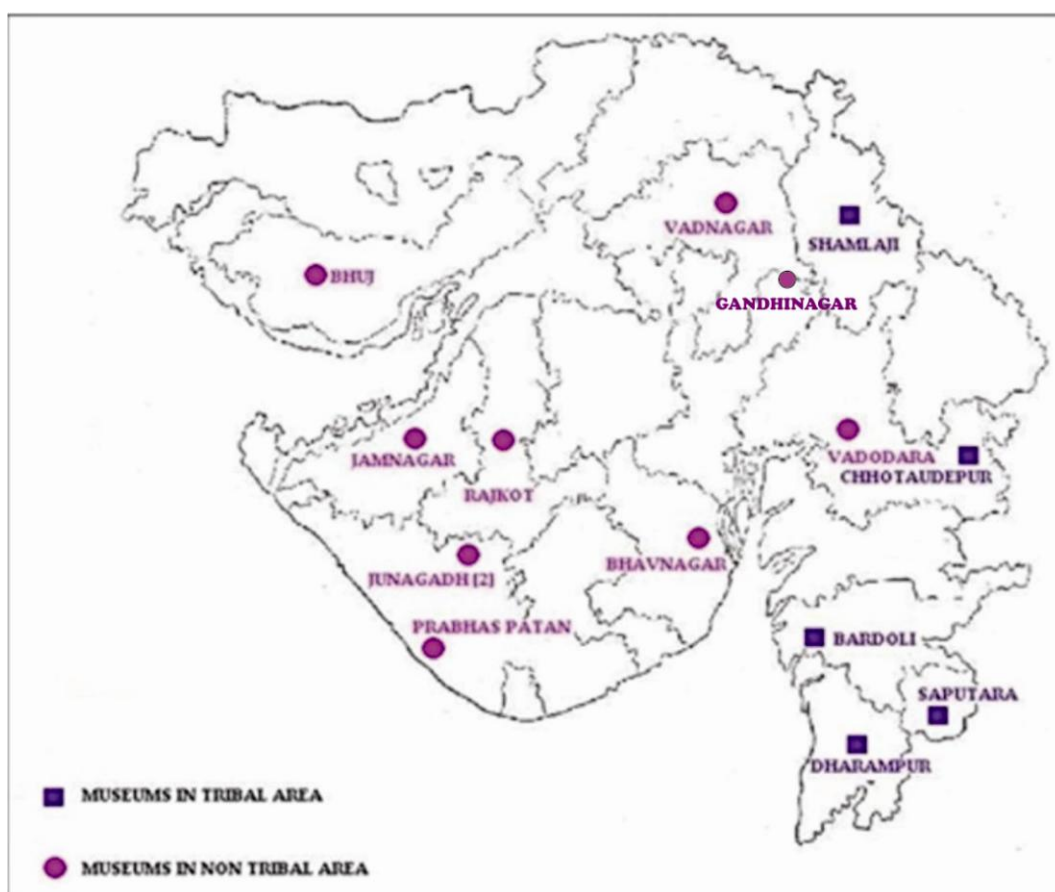 VADNAGAR
SHAMLAJI
BHUJ
GANDHINAGAR
JAMNAGAR
RAJKOT
VADODARA
CHHOTAUDEPUR
JUNAGADH [2]
BHAVNAGAR
PRABHAS PATAN
BARDOLI
SAPUTARA
DHARAMPUR
MUSEUMS IN TRIBAL AREA
MUSEUMS IN NON TRIBAL AREA